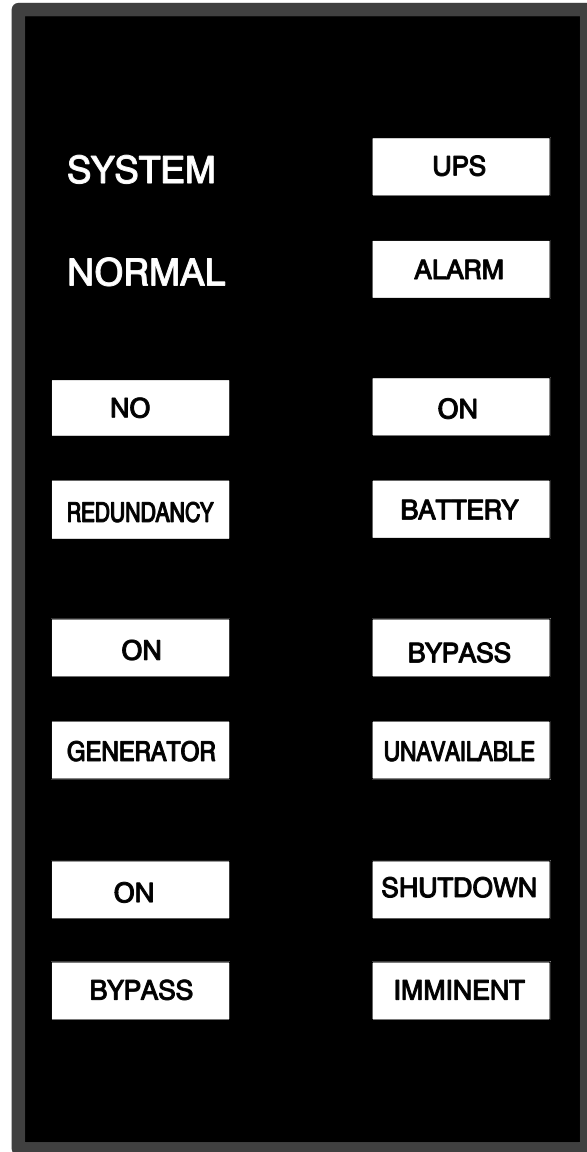 SYSTEM
NORMAL
UPS
ALARM
NO
REDUNDANCY
ON
BATTERY
ON
GENERATOR
BYPASS
UNAVAILABLE
ON
BYPASS
SHUTDOWN
IMMINENT